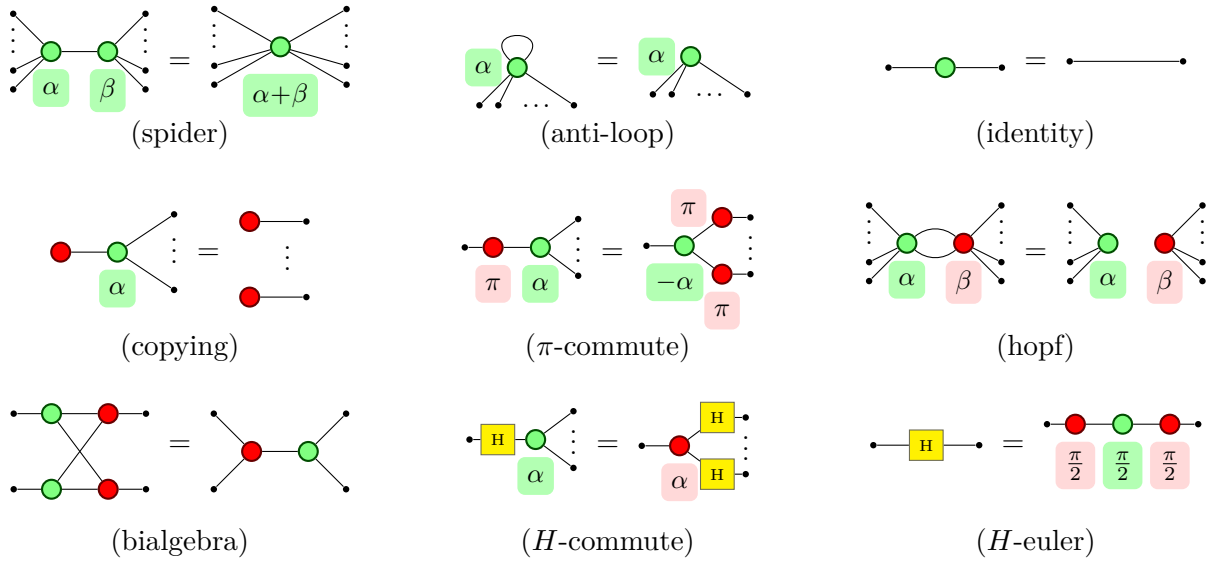 α β = α+β
(spider)
α = α
(anti-loop)
=
(identity)
α =
(copying)
π α = π −α π
(π-commute)
α β = α β
(hopf)
=
(bialgebra)
H α = α H H
(H-commute)
H = π/2 π/2 π/2
(H-euler)